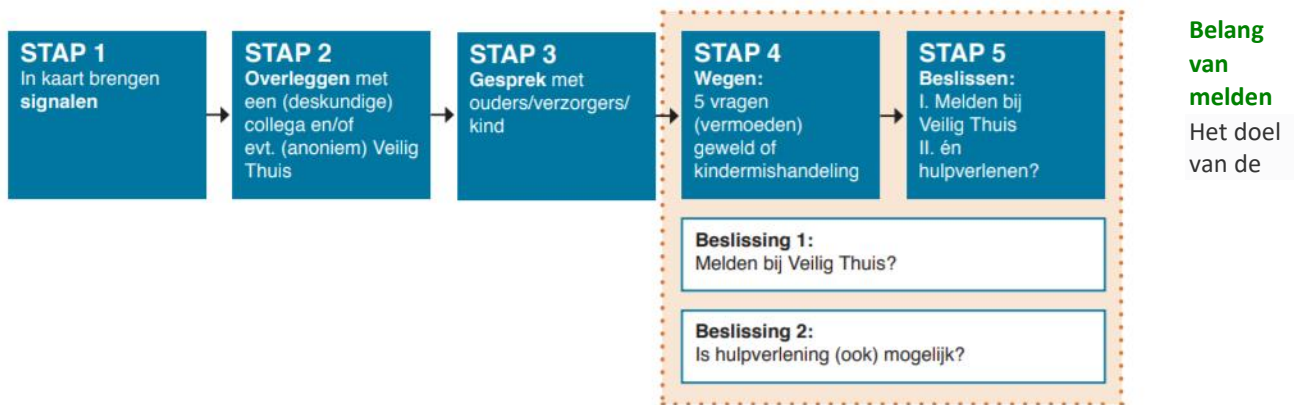 STAP 1
In kaart brengen
signalen
STAP 2
Overleggen met
een (deskundige)
collega en/of
evt. (anoniem) Veilig
Thuis
STAP 3
Gesprek met
ouders/verzorgers/
kind
STAP 4
Wegen:
5 vragen
(vermoeden)
geweld of
kindermishandeling
STAP 5
Beslissen:
I. Melden bij
Veilig Thuis
II. én
hulpverlenen?
Beslissing 1:
Melden bij Veilig Thuis?
Beslissing 2:
Is hulpverlening (ook) mogelijk?
Belang
van
melden
Het doel
van de